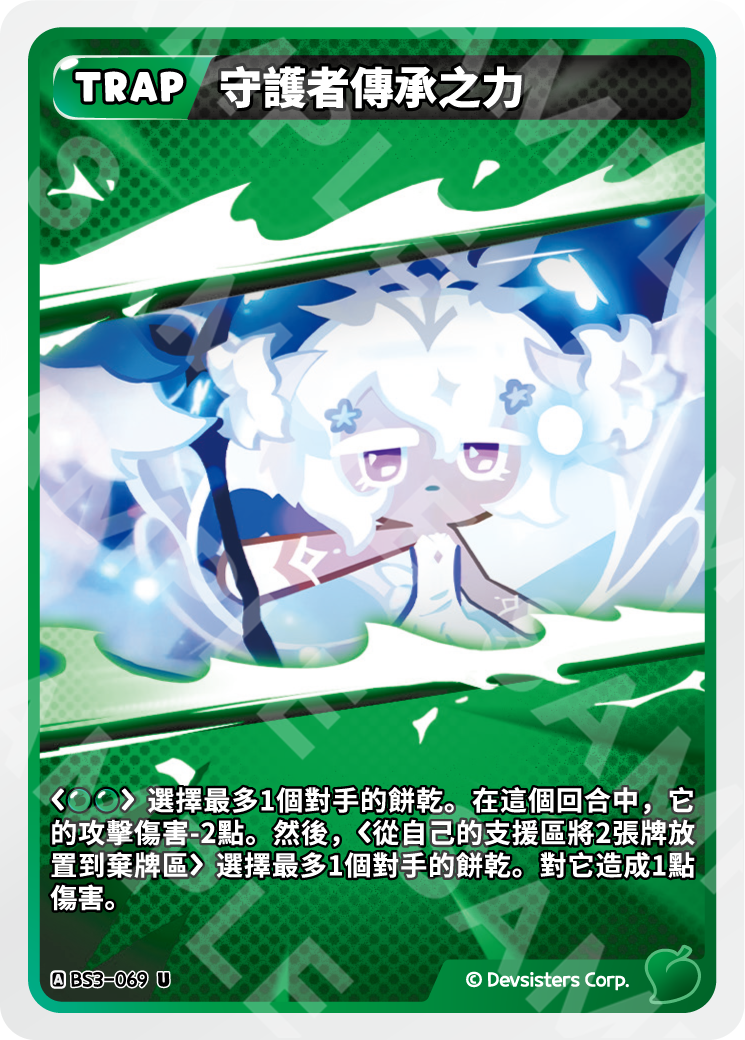 TRAP 守護者傳承之力
〈●●〉選擇最多1個對手的餅乾。在這個回合中，它
的攻擊傷害-2點。然後，〈從自己的支援區將2張牌放
置到棄牌區〉選擇最多1個對手的餅乾。對它造成1點
傷害。
A BS3-069 U © Devsisters Corp.
SAMPLE